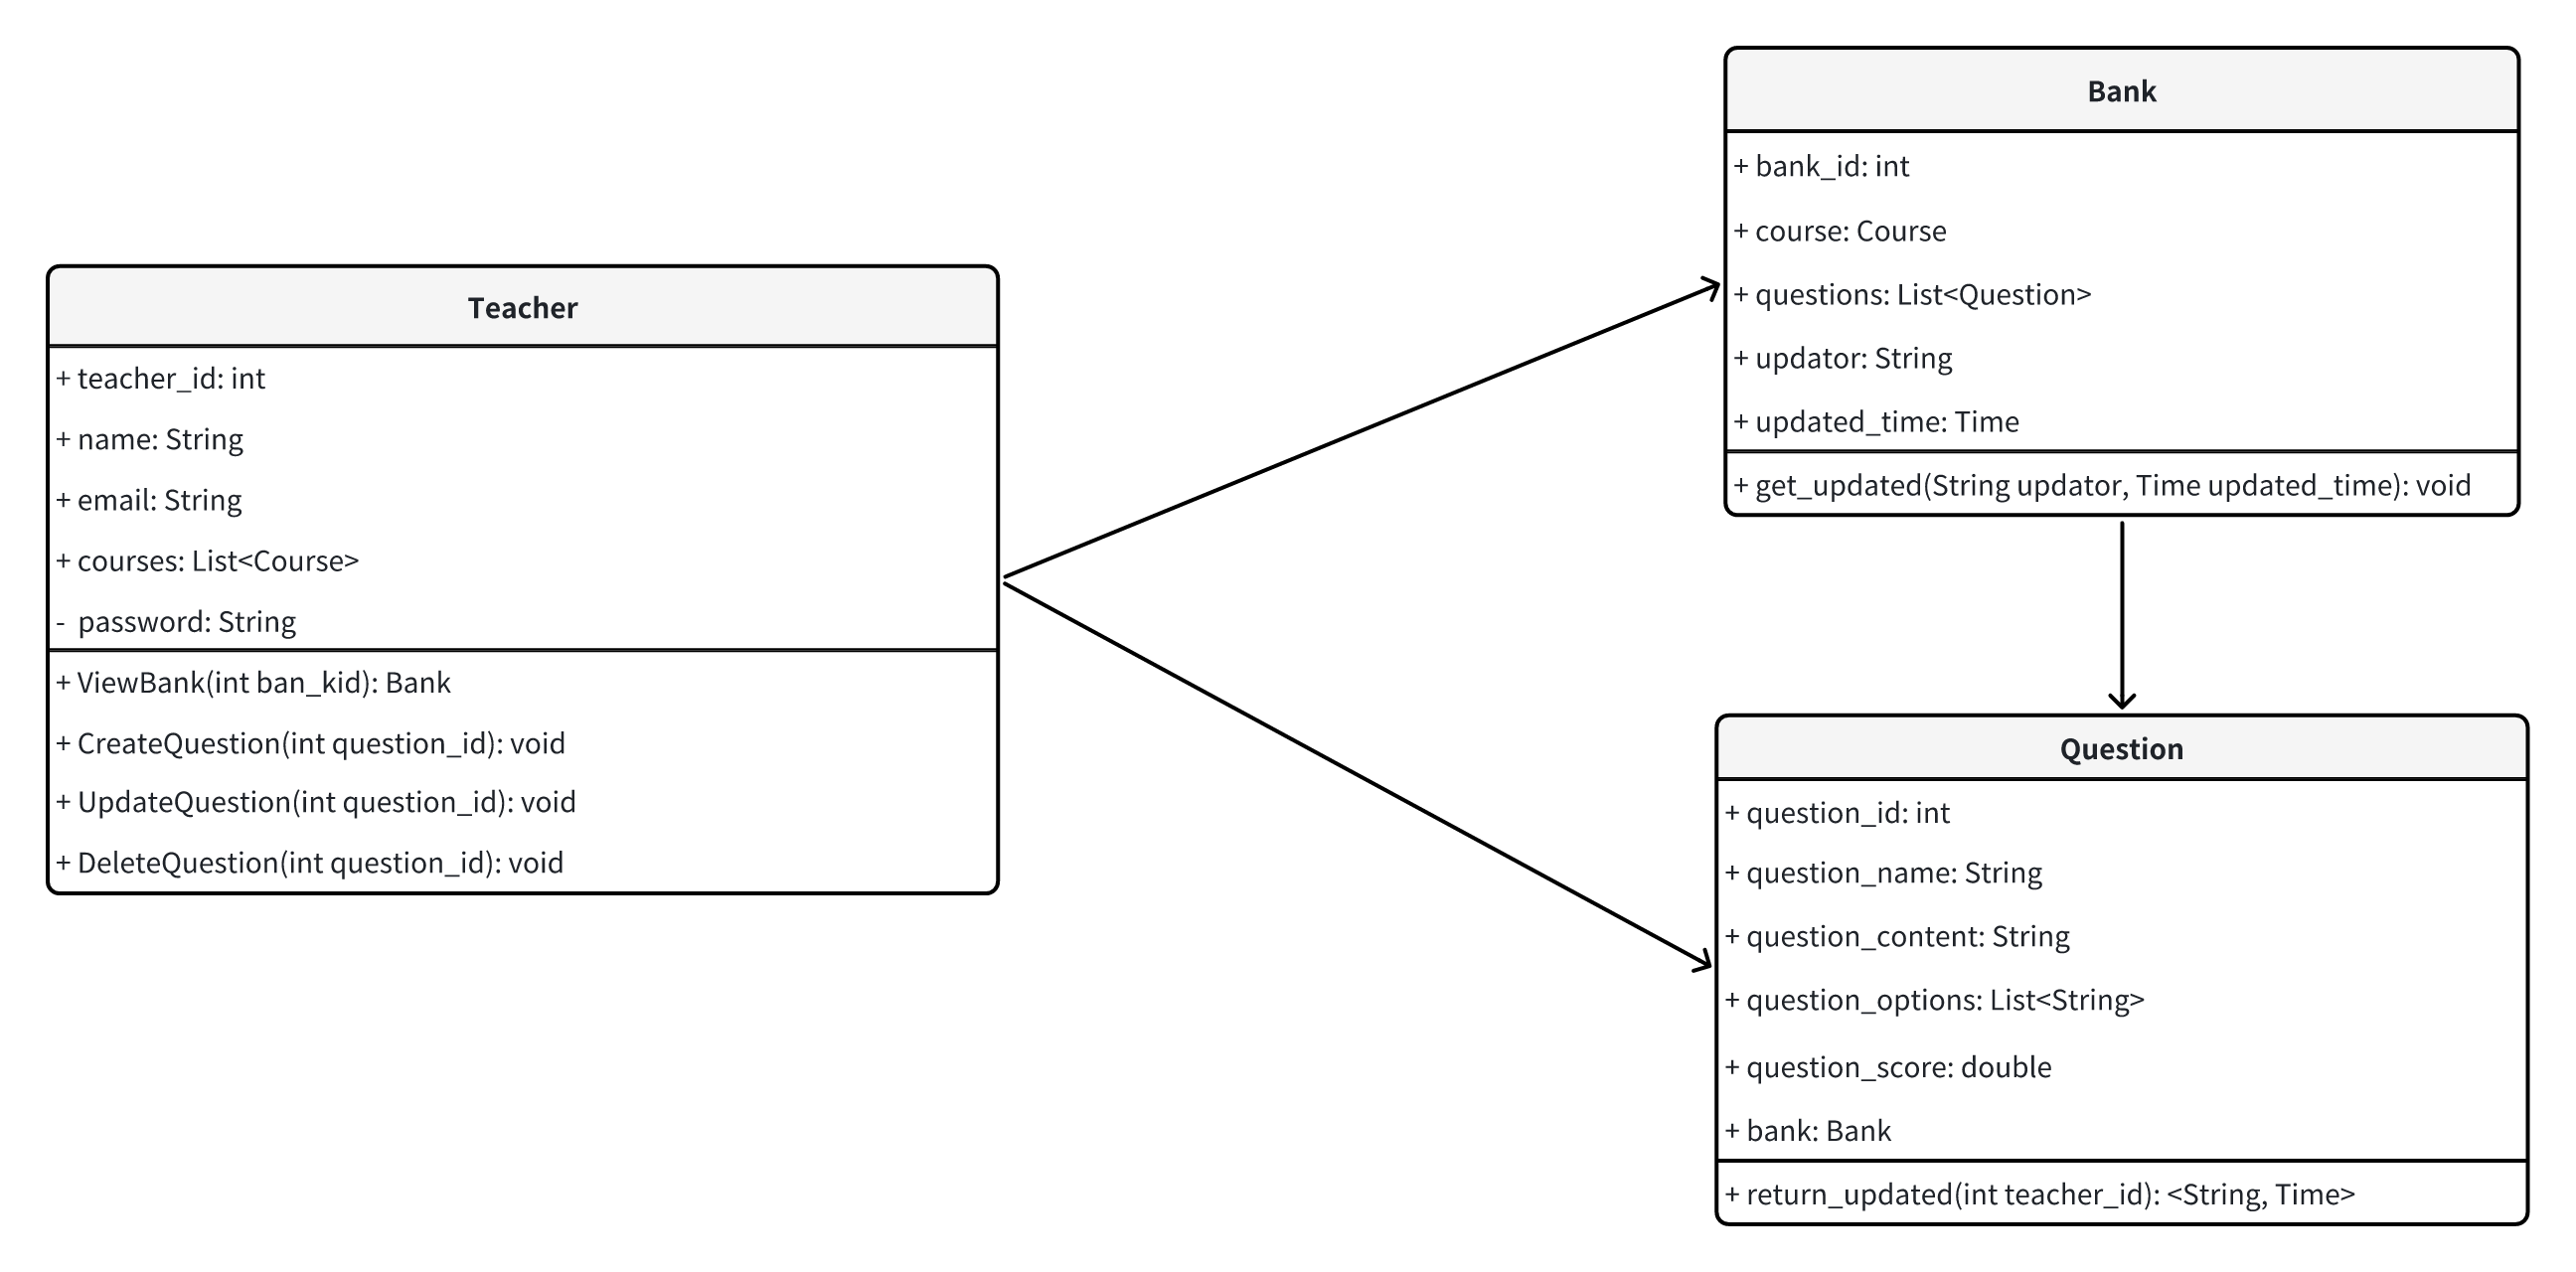 Teacher
+ teacher_id: int
+ name: String
+ email: String
+ courses: List<Course>
- password: String
+ ViewBank(int ban_kid): Bank
+ CreateQuestion(int question_id): void
+ UpdateQuestion(int question_id): void
+ DeleteQuestion(int question_id): void
Bank
+ bank_id: int
+ course: Course
+ questions: List<Question>
+ updator: String
+ updated_time: Time
+ get_updated(String updator, Time updated_time): void
Question
+ question_id: int
+ question_name: String
+ question_content: String
+ question_options: List<String>
+ question_score: double
+ bank: Bank
+ return_updated(int teacher_id): <String, Time>